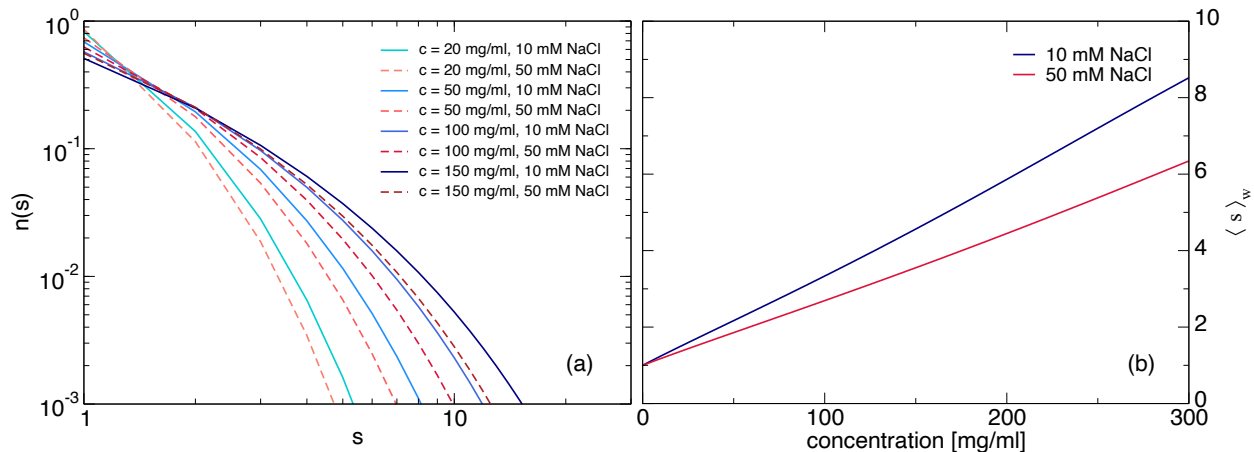 10^0
10^-1
10^-2
10^-3
n(s)
c = 20 mg/ml, 10 mM NaCl
c = 20 mg/ml, 50 mM NaCl
c = 50 mg/ml, 10 mM NaCl
c = 50 mg/ml, 50 mM NaCl
c = 100 mg/ml, 10 mM NaCl
c = 100 mg/ml, 50 mM NaCl
c = 150 mg/ml, 10 mM NaCl
c = 150 mg/ml, 50 mM NaCl
(a)
1 10
s
10 mM NaCl
50 mM NaCl
(b)
10
8
6
4
2
0
⟨ s ⟩w
0 100 200 300
concentration [mg/ml]